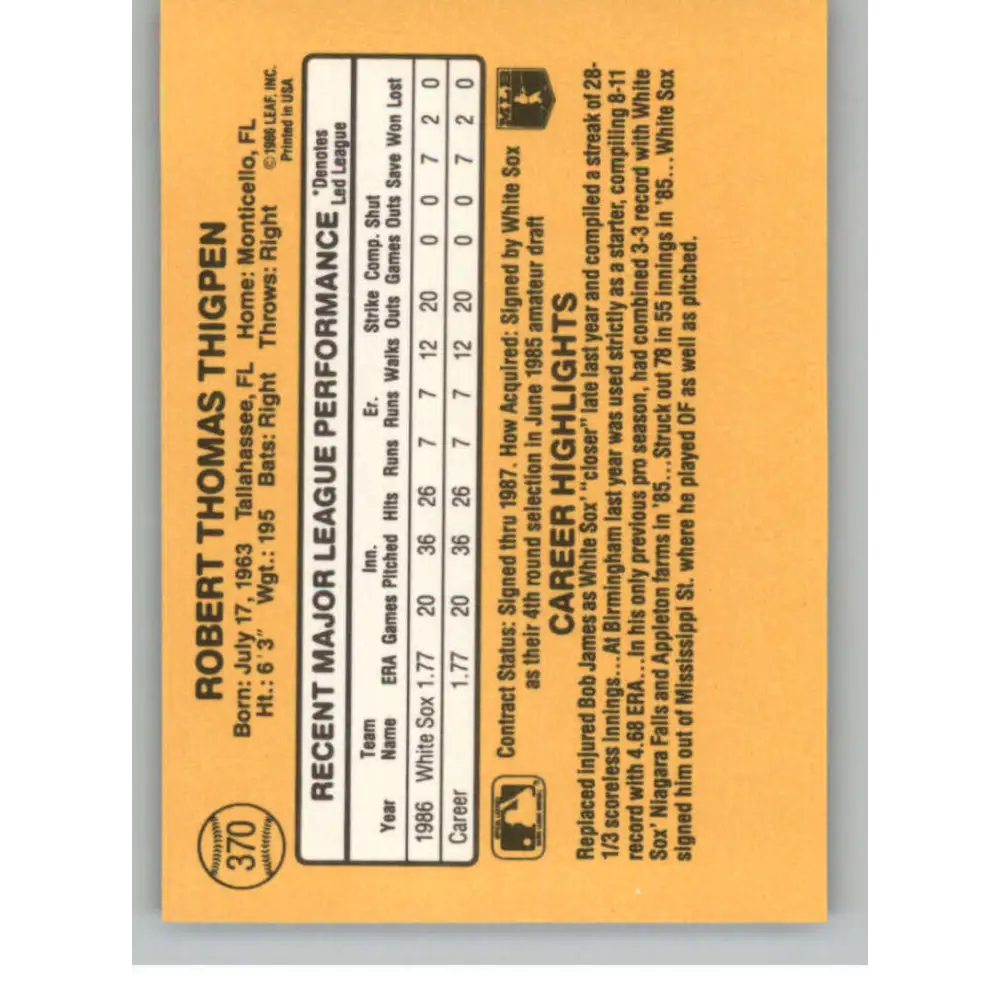 370
ROBERT THOMAS THIGPEN
Born: July 17, 1963 Tallahassee, FL Home: Monticello, FL
Ht.: 6'3" Wgt.: 195 Bats: Right Throws: Right
© 1986 LEAF, INC.
Printed in USA
RECENT MAJOR LEAGUE PERFORMANCE
*Denotes
Led League
Team Inn. Er. Strike Comp. Shut
Year Name ERA Games Pitched Hits Runs Runs Walks Outs Games Outs Save Won Lost
1986 White Sox 1.77 20 36 26 7 7 12 20 0 0 7 2 0
Career 1.77 20 36 26 7 7 12 20 0 0 7 2 0
Contract Status: Signed thru 1987. How Acquired: Signed by White Sox
as their 4th round selection in June 1985 amateur draft
MLB
CAREER HIGHLIGHTS
Replaced injured Bob James as White Sox' "closer" late last year and compiled a streak of 28-
1/3 scoreless innings...At Birmingham last year was used strictly as a starter, compiling 8-11
record with 4.68 ERA...In his only previous pro season, had combined 3-3 record with White
Sox' Niagara Falls and Appleton farms in '85...Struck out 78 in 55 innings in '85...White Sox
signed him out of Mississippi St. where he played OF as well as pitched.